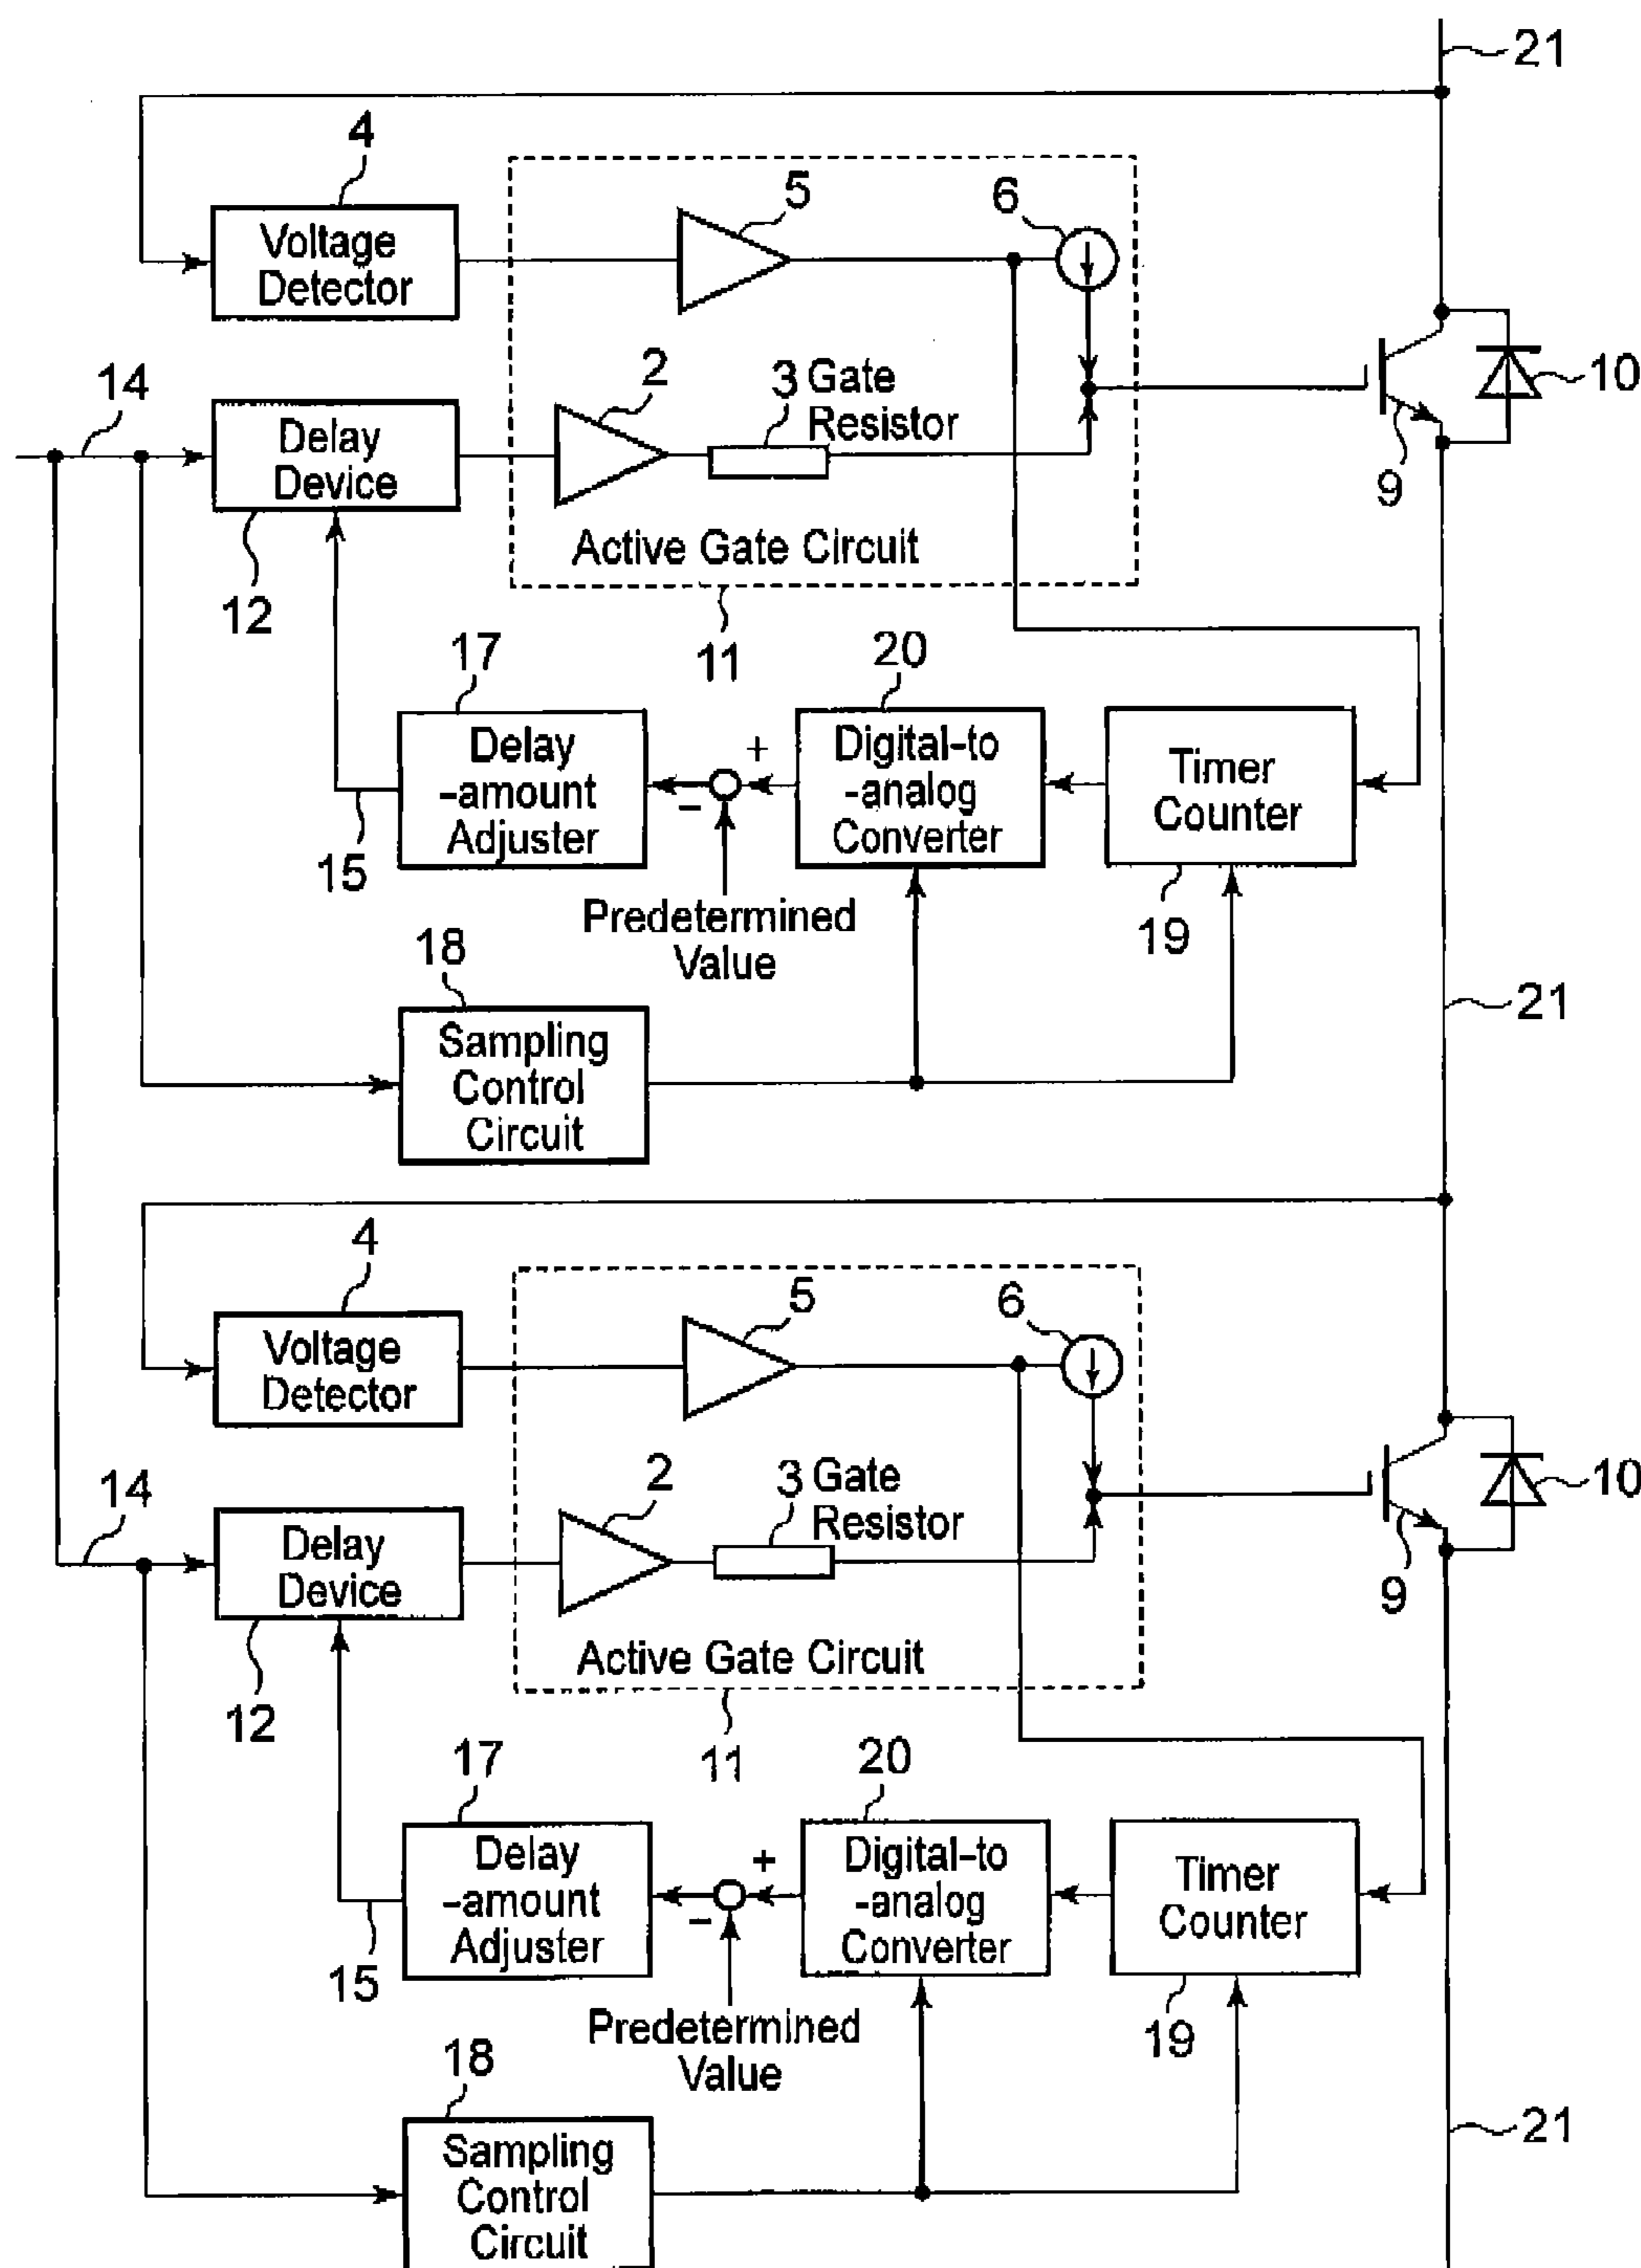 21
4
5
6
Voltage
Detector
14
2
3 Gate
Resistor
10
Delay
Device
9
Active Gate Circuit
12
17
11
20
Delay
-amount
Adjuster
+
−
Digital-to
-analog
Converter
Timer
Counter
15
Predetermined
Value
19
18
21
Sampling
Control
Circuit
4
5
6
Voltage
Detector
14
2
3 Gate
Resistor
10
Delay
Device
9
Active Gate Circuit
12
17
11
20
Delay
-amount
Adjuster
+
−
Digital-to
-analog
Converter
Timer
Counter
15
Predetermined
Value
19
18
21
Sampling
Control
Circuit